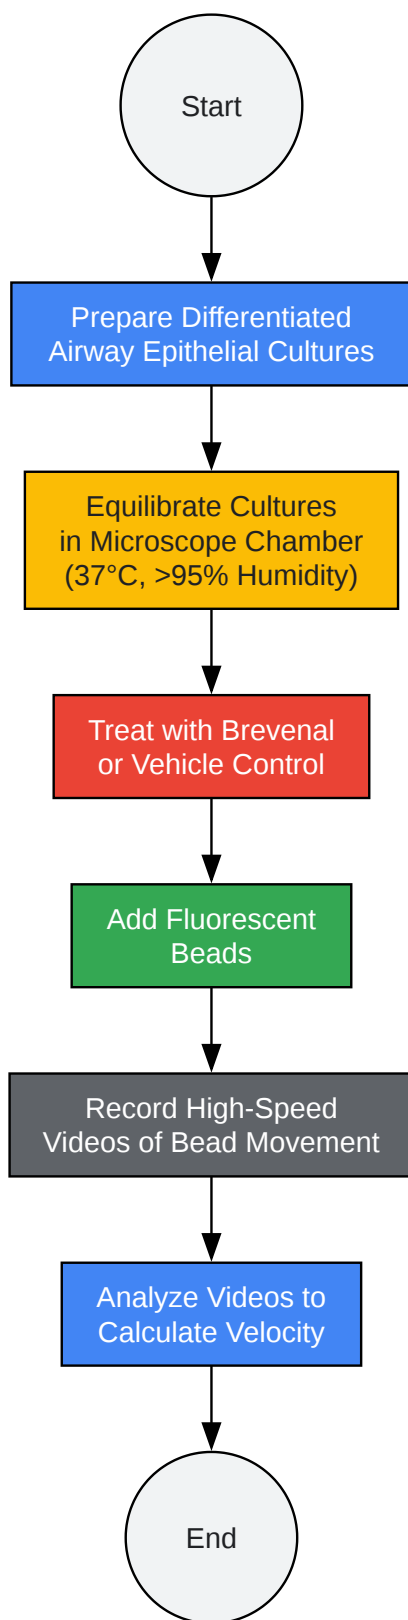 Start
Prepare Differentiated
Airway Epithelial Cultures
Equilibrate Cultures
in Microscope Chamber
(37°C, >95% Humidity)
Treat with Brevenal
or Vehicle Control
Add Fluorescent
Beads
Record High-Speed
Videos of Bead Movement
Analyze Videos to
Calculate Velocity
End